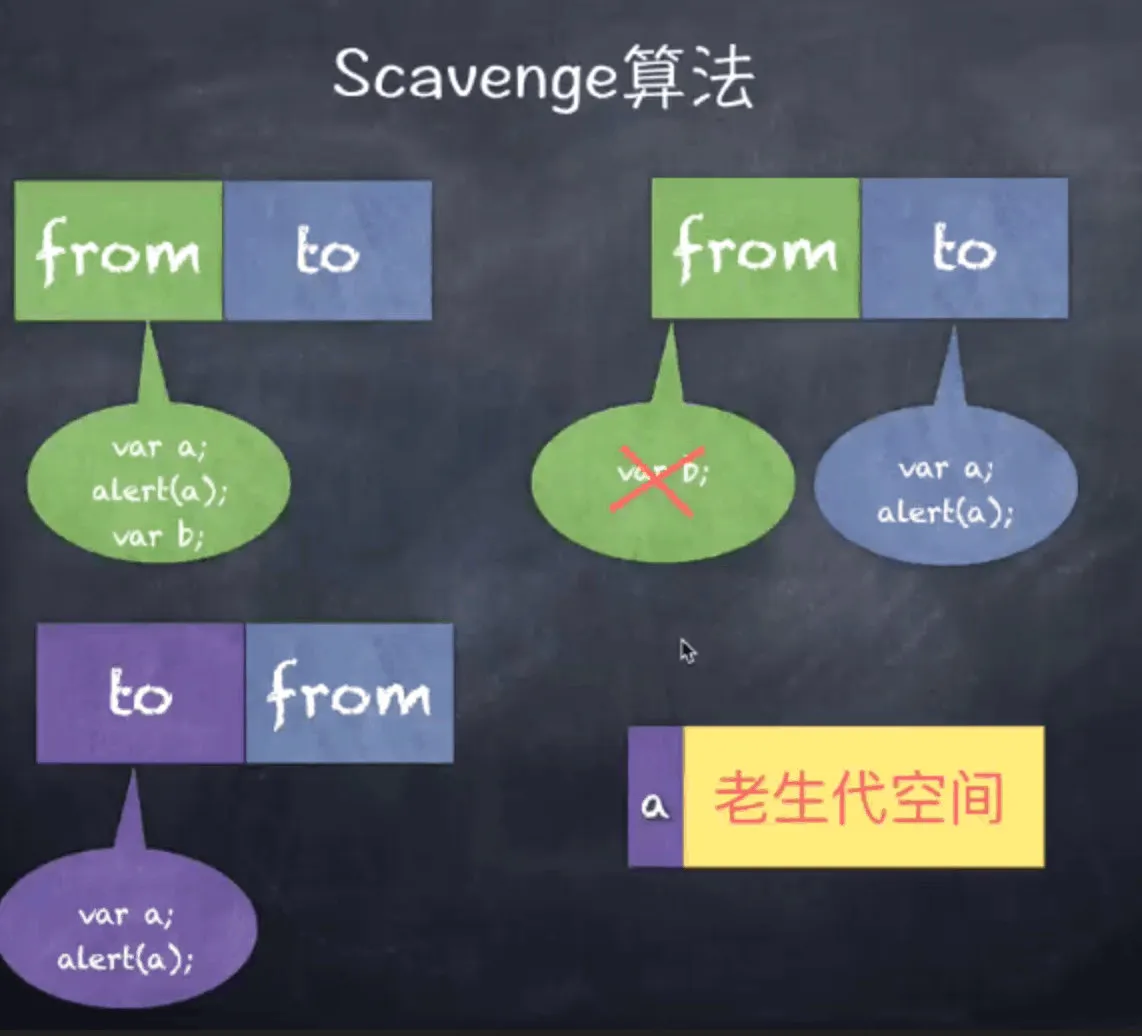 Scavenge算法
from
to
var a;
alert(a);
var b;
from
to
var b;
var a;
alert(a);
to
from
var a;
alert(a);
a
老生代空间